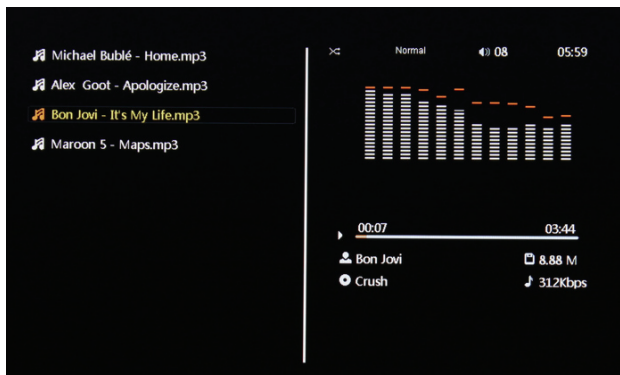 Michael Bublé - Home.mp3
Alex Goot - Apologize.mp3
Bon Jovi - It's My Life.mp3
Maroon 5 - Maps.mp3
Normal 08 05:59
00:07 03:44
Bon Jovi 8.88 M
Crush 312Kbps